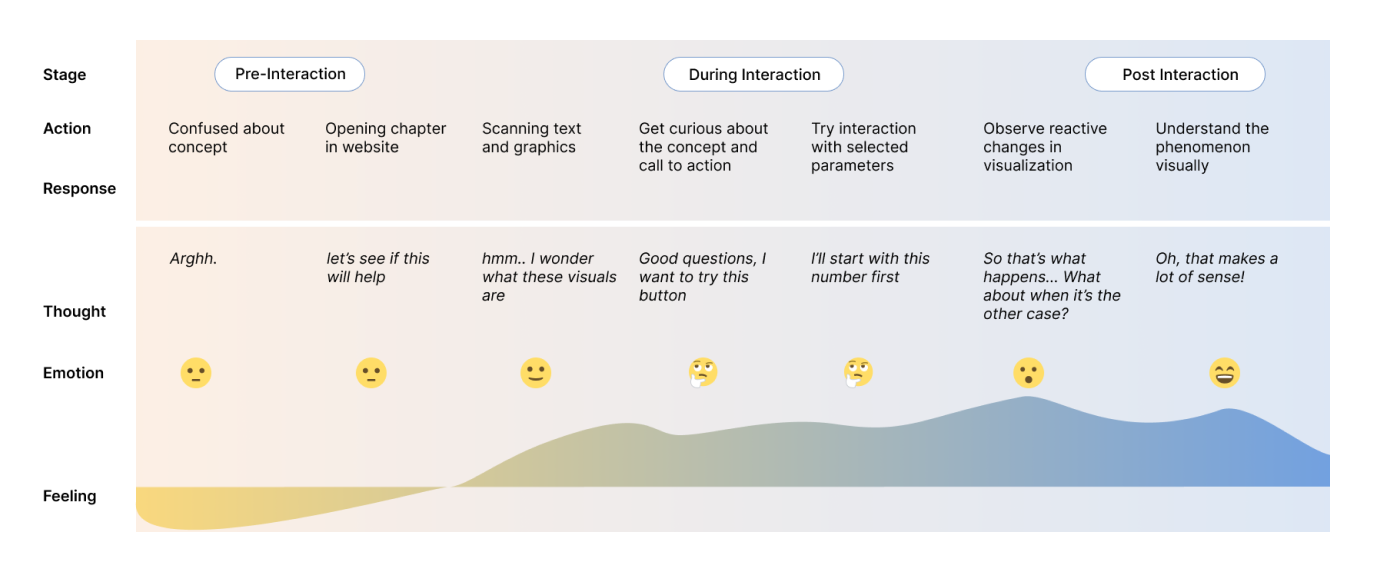 Stage
Pre-Interaction
During Interaction
Post Interaction
Action
Confused about
concept
Opening chapter
in website
Scanning text
and graphics
Get curious about
the concept and
call to action
Try interaction
with selected
parameters
Observe reactive
changes in
visualization
Understand the
phenomenon
visually
Response
Arghh.
let’s see if this
will help
hmm.. I wonder
what these visuals
are
Good questions, I
want to try this
button
I’ll start with this
number first
So that’s what
happens... What
about when it’s the
other case?
Oh, that makes a
lot of sense!
Thought
Emotion
Feeling